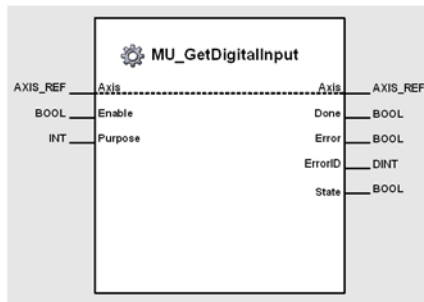 MU_GetDigitalInput
AXIS_REF Axis Axis AXIS_REF
BOOL Enable Done BOOL
INT Purpose Error BOOL
ErrorID DINT
State BOOL